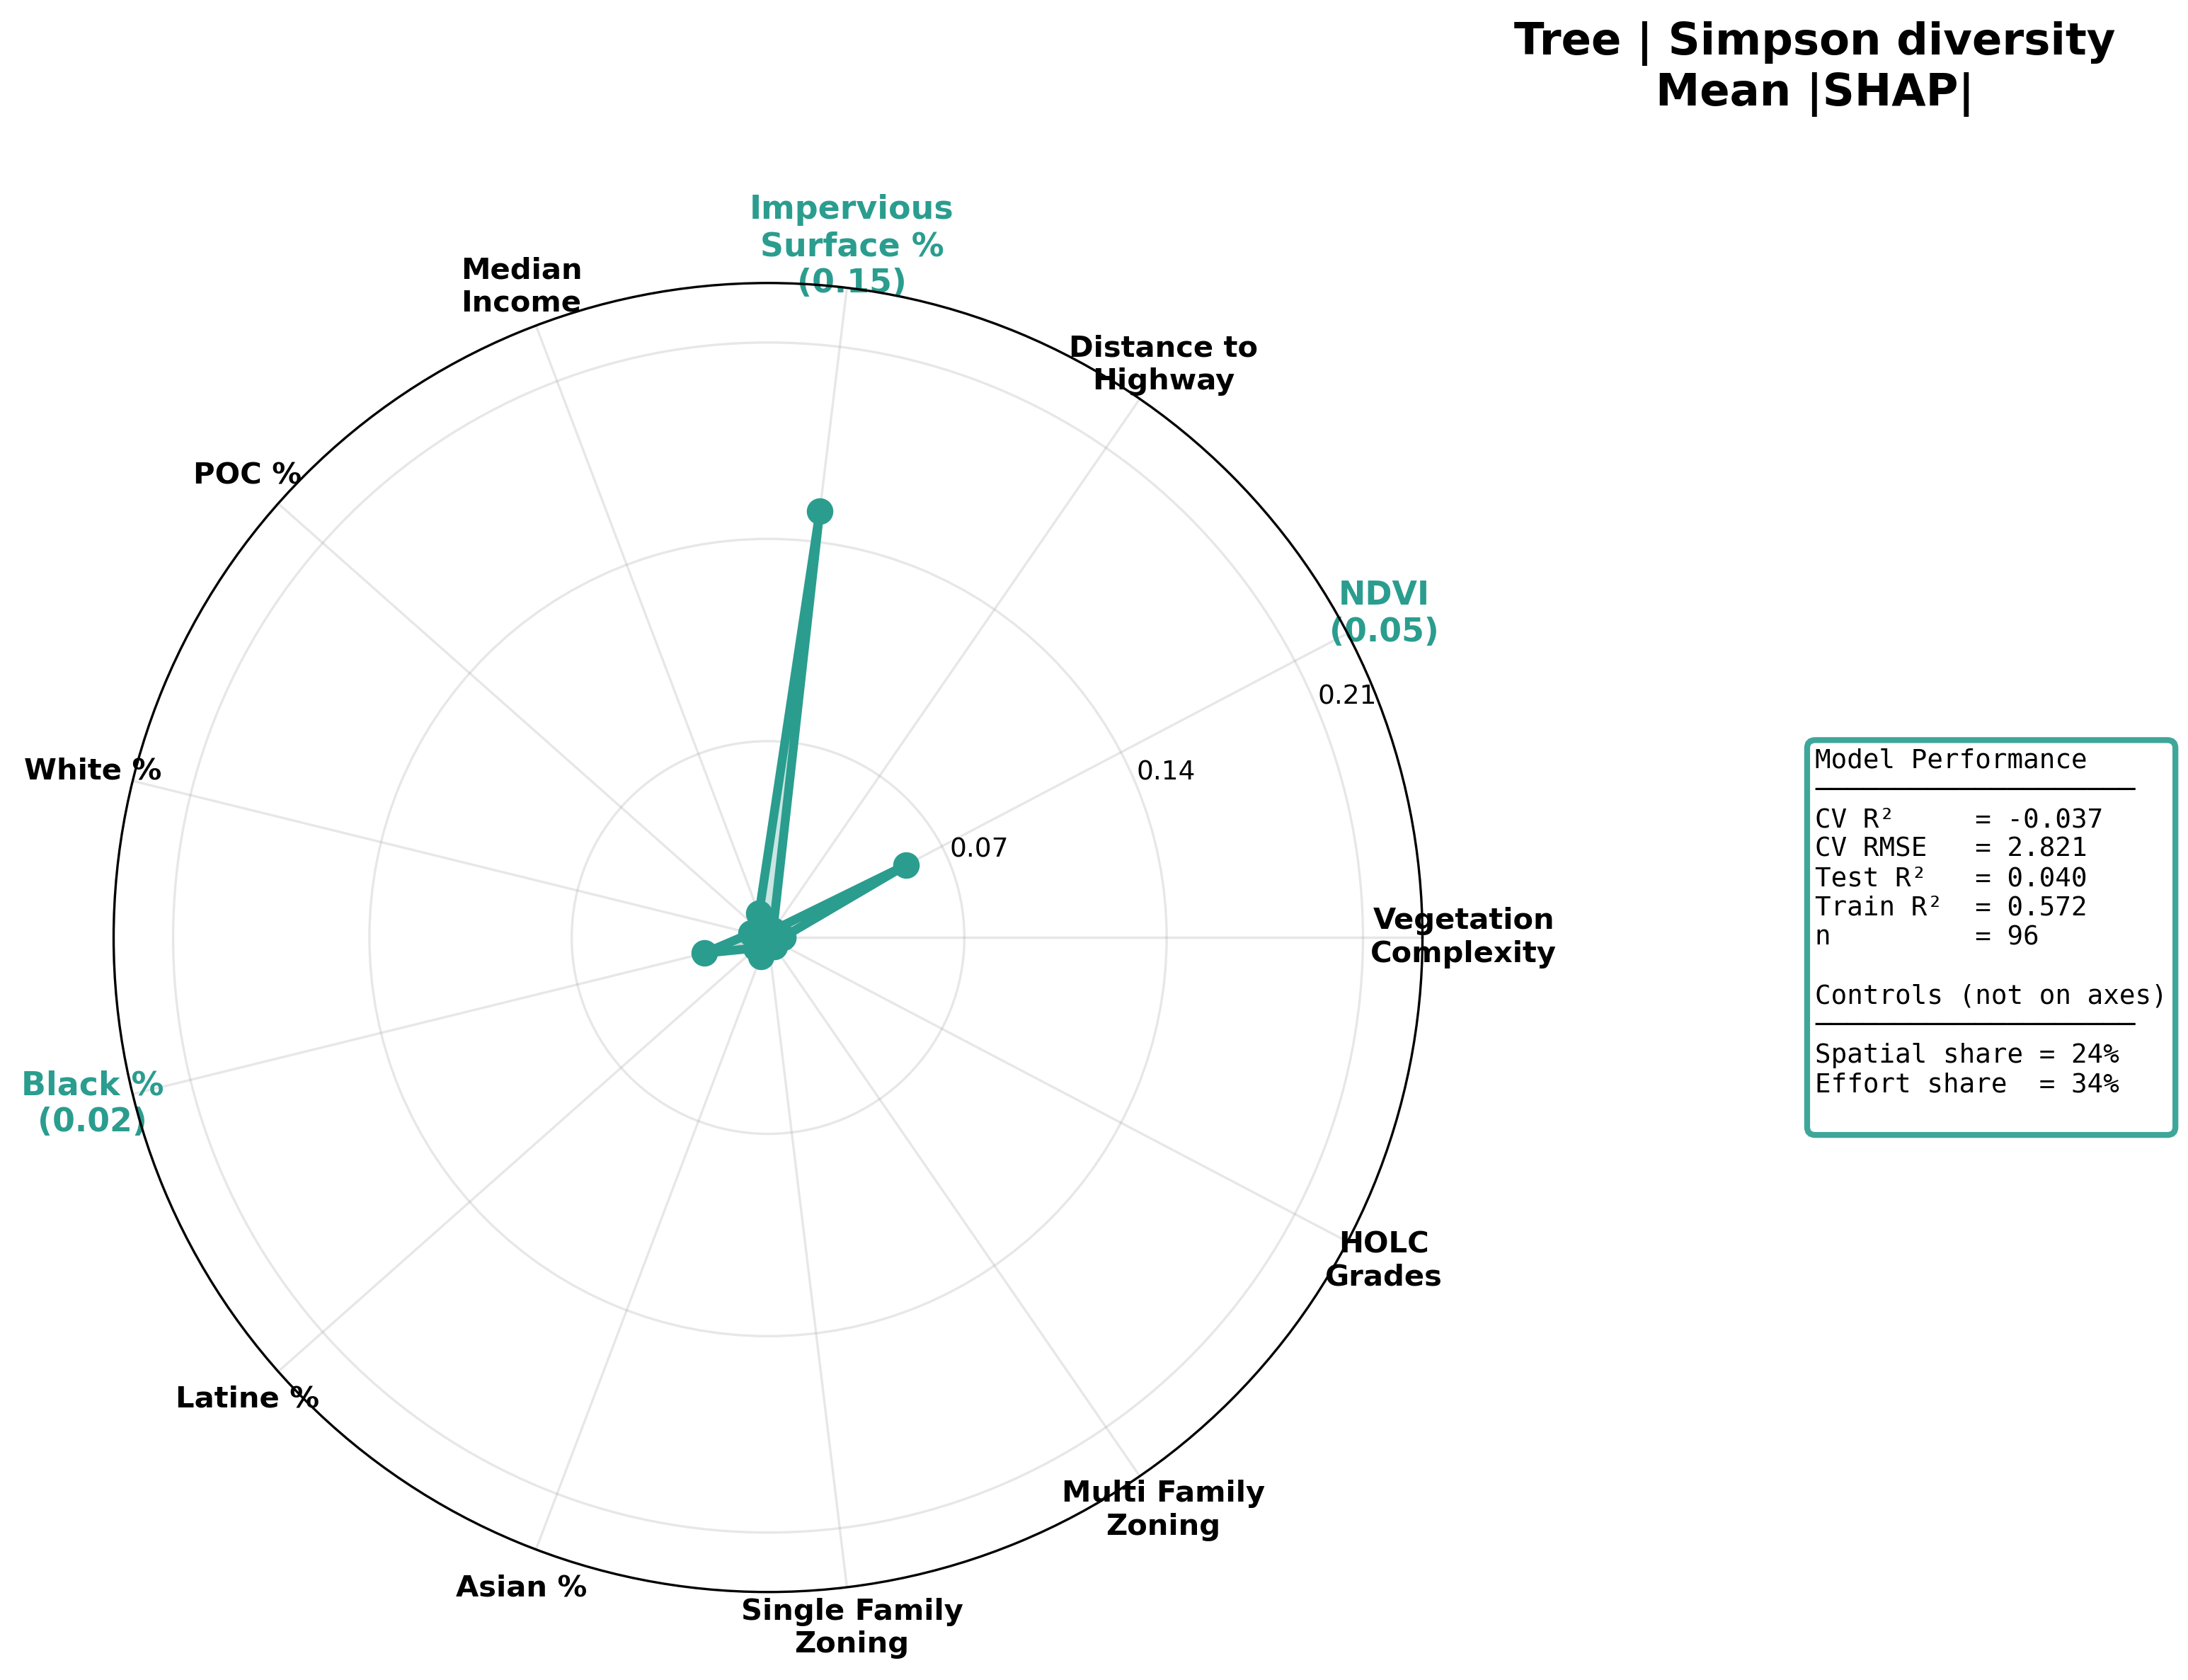 Tree | Simpson diversity
Mean |SHAP|
Impervious
Surface %
(0.15)
Median
Income
Distance to
Highway
POC %
NDVI
(0.05)
0.21
White %
0.14
0.07
Vegetation
Complexity
Black %
(0.02)
HOLC
Grades
Latine %
Multi Family
Zoning
Asian %
Single Family
Zoning
Model Performance
CV R² = -0.037
CV RMSE = 2.821
Test R² = 0.040
Train R² = 0.572
n = 96
Controls (not on axes)
Spatial share = 24%
Effort share = 34%